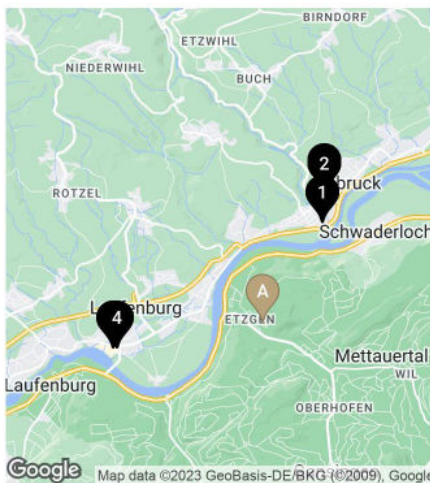 BIRNDORF
ETZWIHL
NIEDERWIHL
BUCH
ROTZEL
2
1
bruck
Schwaderloch
A
ETZGEN
4
Mettauertal
WIL
Laufenburg
OBERHOFEN
Google
Map data ©2023 GeoBasis-DE/BKG (©2009), Google